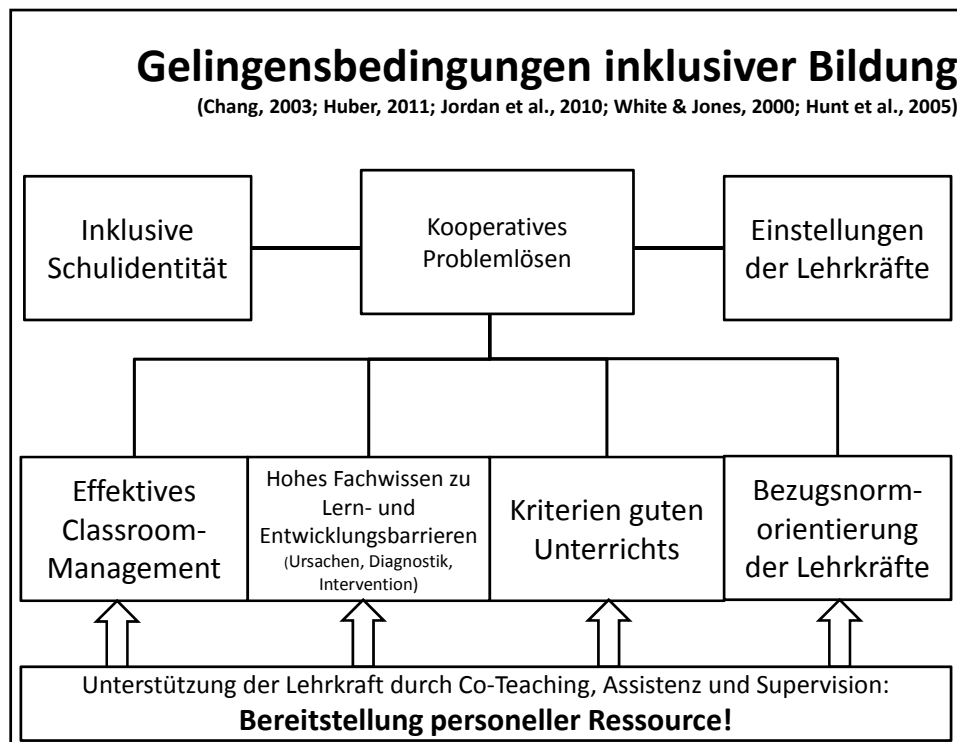 Gelingensbedingungen inklusiver Bildung
(Chang, 2003; Huber, 2011; Jordan et al., 2010; White & Jones, 2000; Hunt et al., 2005)
Inklusive
Schulidentität
Kooperatives
Problemlösen
Einstellungen
der Lehrkräfte
Effektives
Classroom-
Management
Hohes Fachwissen zu
Lern- und
Entwicklungsbarrieren
(Ursachen, Diagnostik,
Intervention)
Kriterien guten
Unterrichts
Bezugsnorm-
orientierung
der Lehrkräfte
Unterstützung der Lehrkraft durch Co-Teaching, Assistenz und Supervision:
Bereitstellung personeller Ressource!